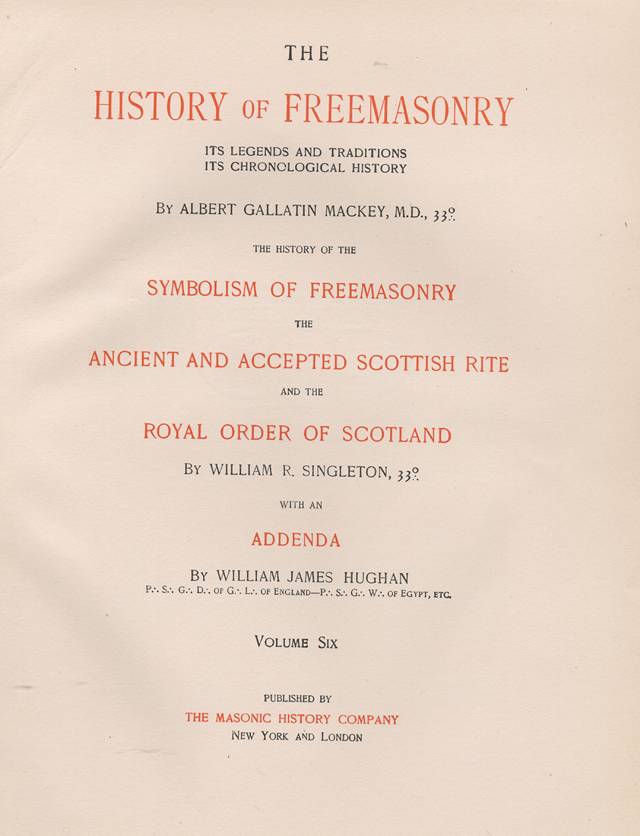 THE
HISTORY OF FREEMASONRY
ITS LEGENDS AND TRADITIONS
ITS CHRONOLOGICAL HISTORY
BY ALBERT GALLATIN MACKEY, M.D., 33º∴
THE HISTORY OF THE
SYMBOLISM OF FREEMASONRY
THE
ANCIENT AND ACCEPTED SCOTTISH RITE
AND THE
ROYAL ORDER OF SCOTLAND
BY WILLIAM R. SINGLETON, 33º∴
WITH AN
ADDENDA
BY WILLIAM JAMES HUGHAN
P∴ S∴ G∴ D∴ OF G∴ L∴ OF ENGLAND—P∴ S∴ G∴ W∴ OF EGYPT, ETC.
VOLUME SIX
PUBLISHED BY
THE MASONIC HISTORY COMPANY
NEW YORK AND LONDON